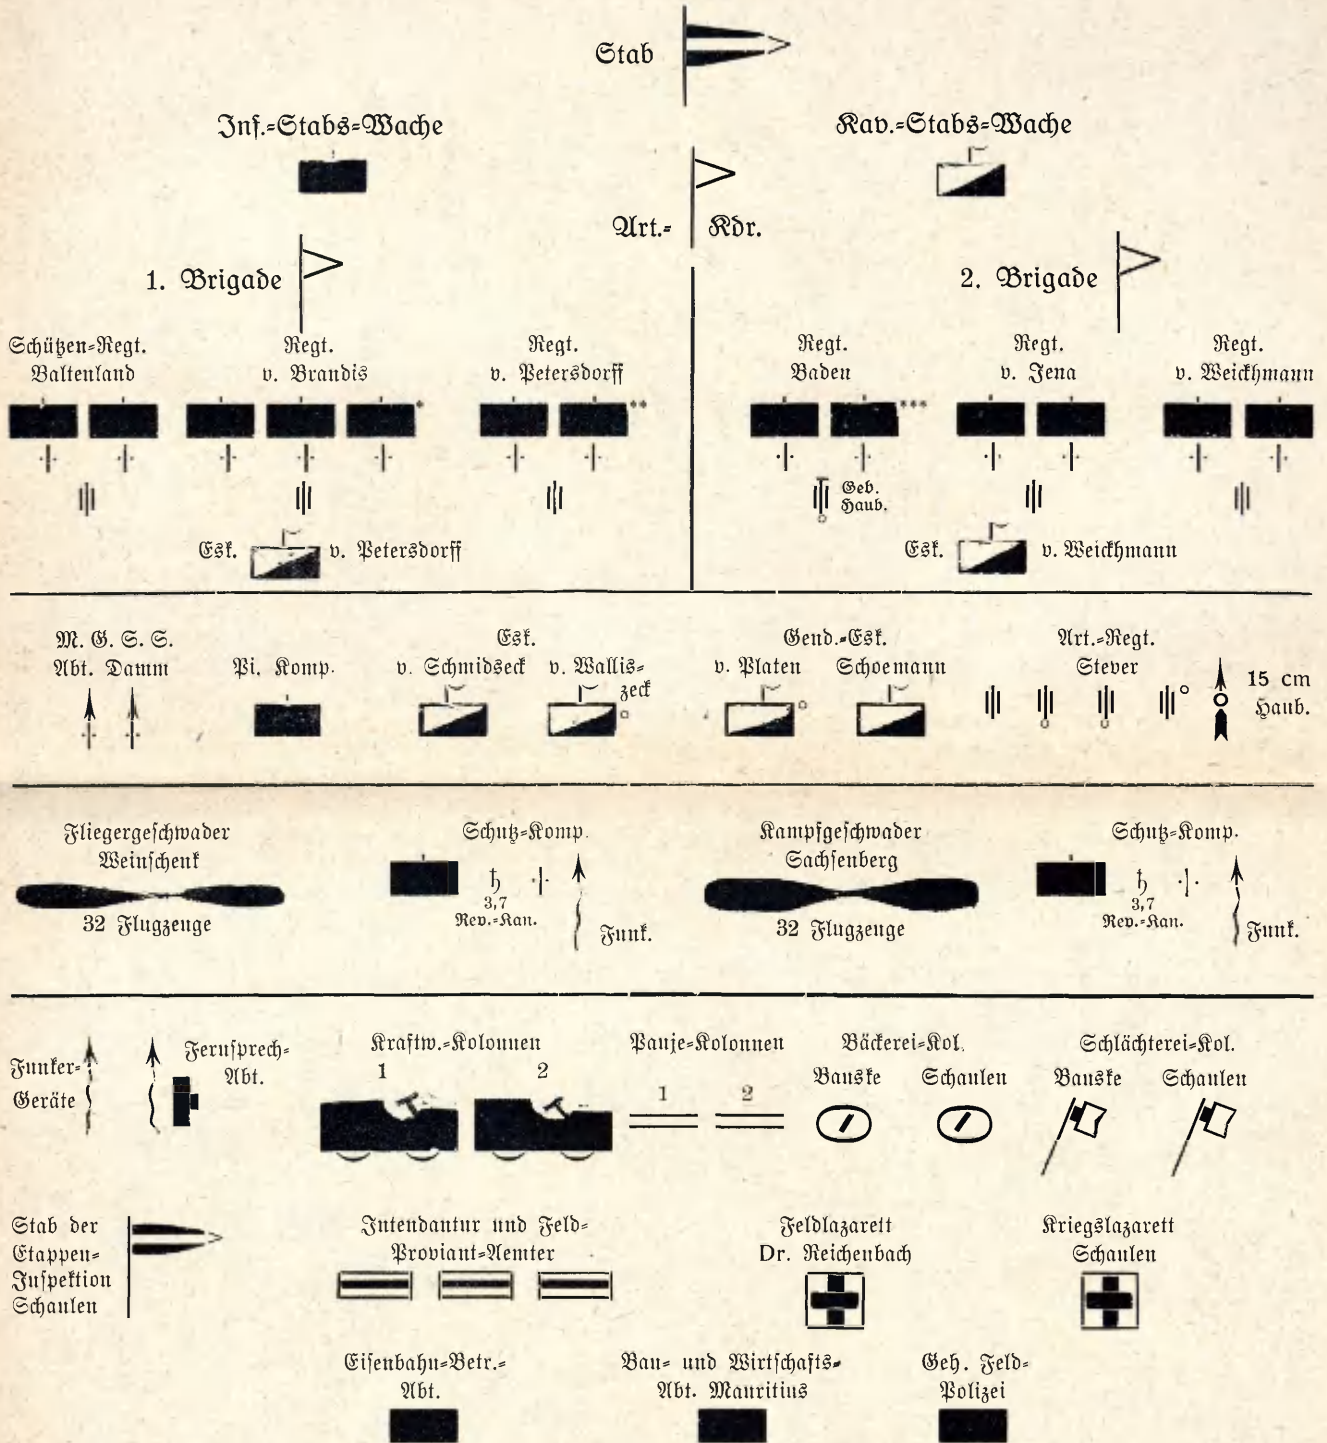 Stab
Inf.=Stabs=Wache
Kav.=Stabs=Wache
Art.= Kdr.
1. Brigade
2. Brigade
Schützen=Regt.
Baltenland
Regt.
v. Brandis
Regt.
v. Petersdorff
Regt.
Baden
Regt.
v. Jena
Regt.
v. Weickhmann
*
**
***
Geb.
Haub.
Esk. v. Petersdorff
Esk. v. Weickhmann
M. G. S. S.
Abt. Damm
Pi. Komp.
Esk.
v. Schmidseck v. Wallis=
zeck
Gend.=Esk.
v. Platen Schoemann
Art.=Regt.
Stever
15 cm
Haub.
Fliegergeschwader
Weinschenk
32 Flugzeuge
Schutz=Komp.
3,7
Rev.=Kan.
Funk.
Kampfgeschwader
Sachsenberg
32 Flugzeuge
Schutz=Komp.
3,7
Rev.=Kan.
Funk.
Funker=
Geräte
Fernsprech=
Abt.
Kraftw.=Kolonnen
1 2
Panje=Kolonnen
1 2
Bäckerei=Kol.
Bauske Schaulen
Schlächterei=Kol.
Bauske Schaulen
Stab der
Etappen=
Inspektion
Schaulen
Intendantur und Feld=
Proviant=Aemter
Feldlazarett
Dr. Reichenbach
Kriegslazarett
Schaulen
Eisenbahn=Betr.=
Abt.
Bau= und Wirtschafts=
Abt. Mauritius
Geh. Feld=
Polizei